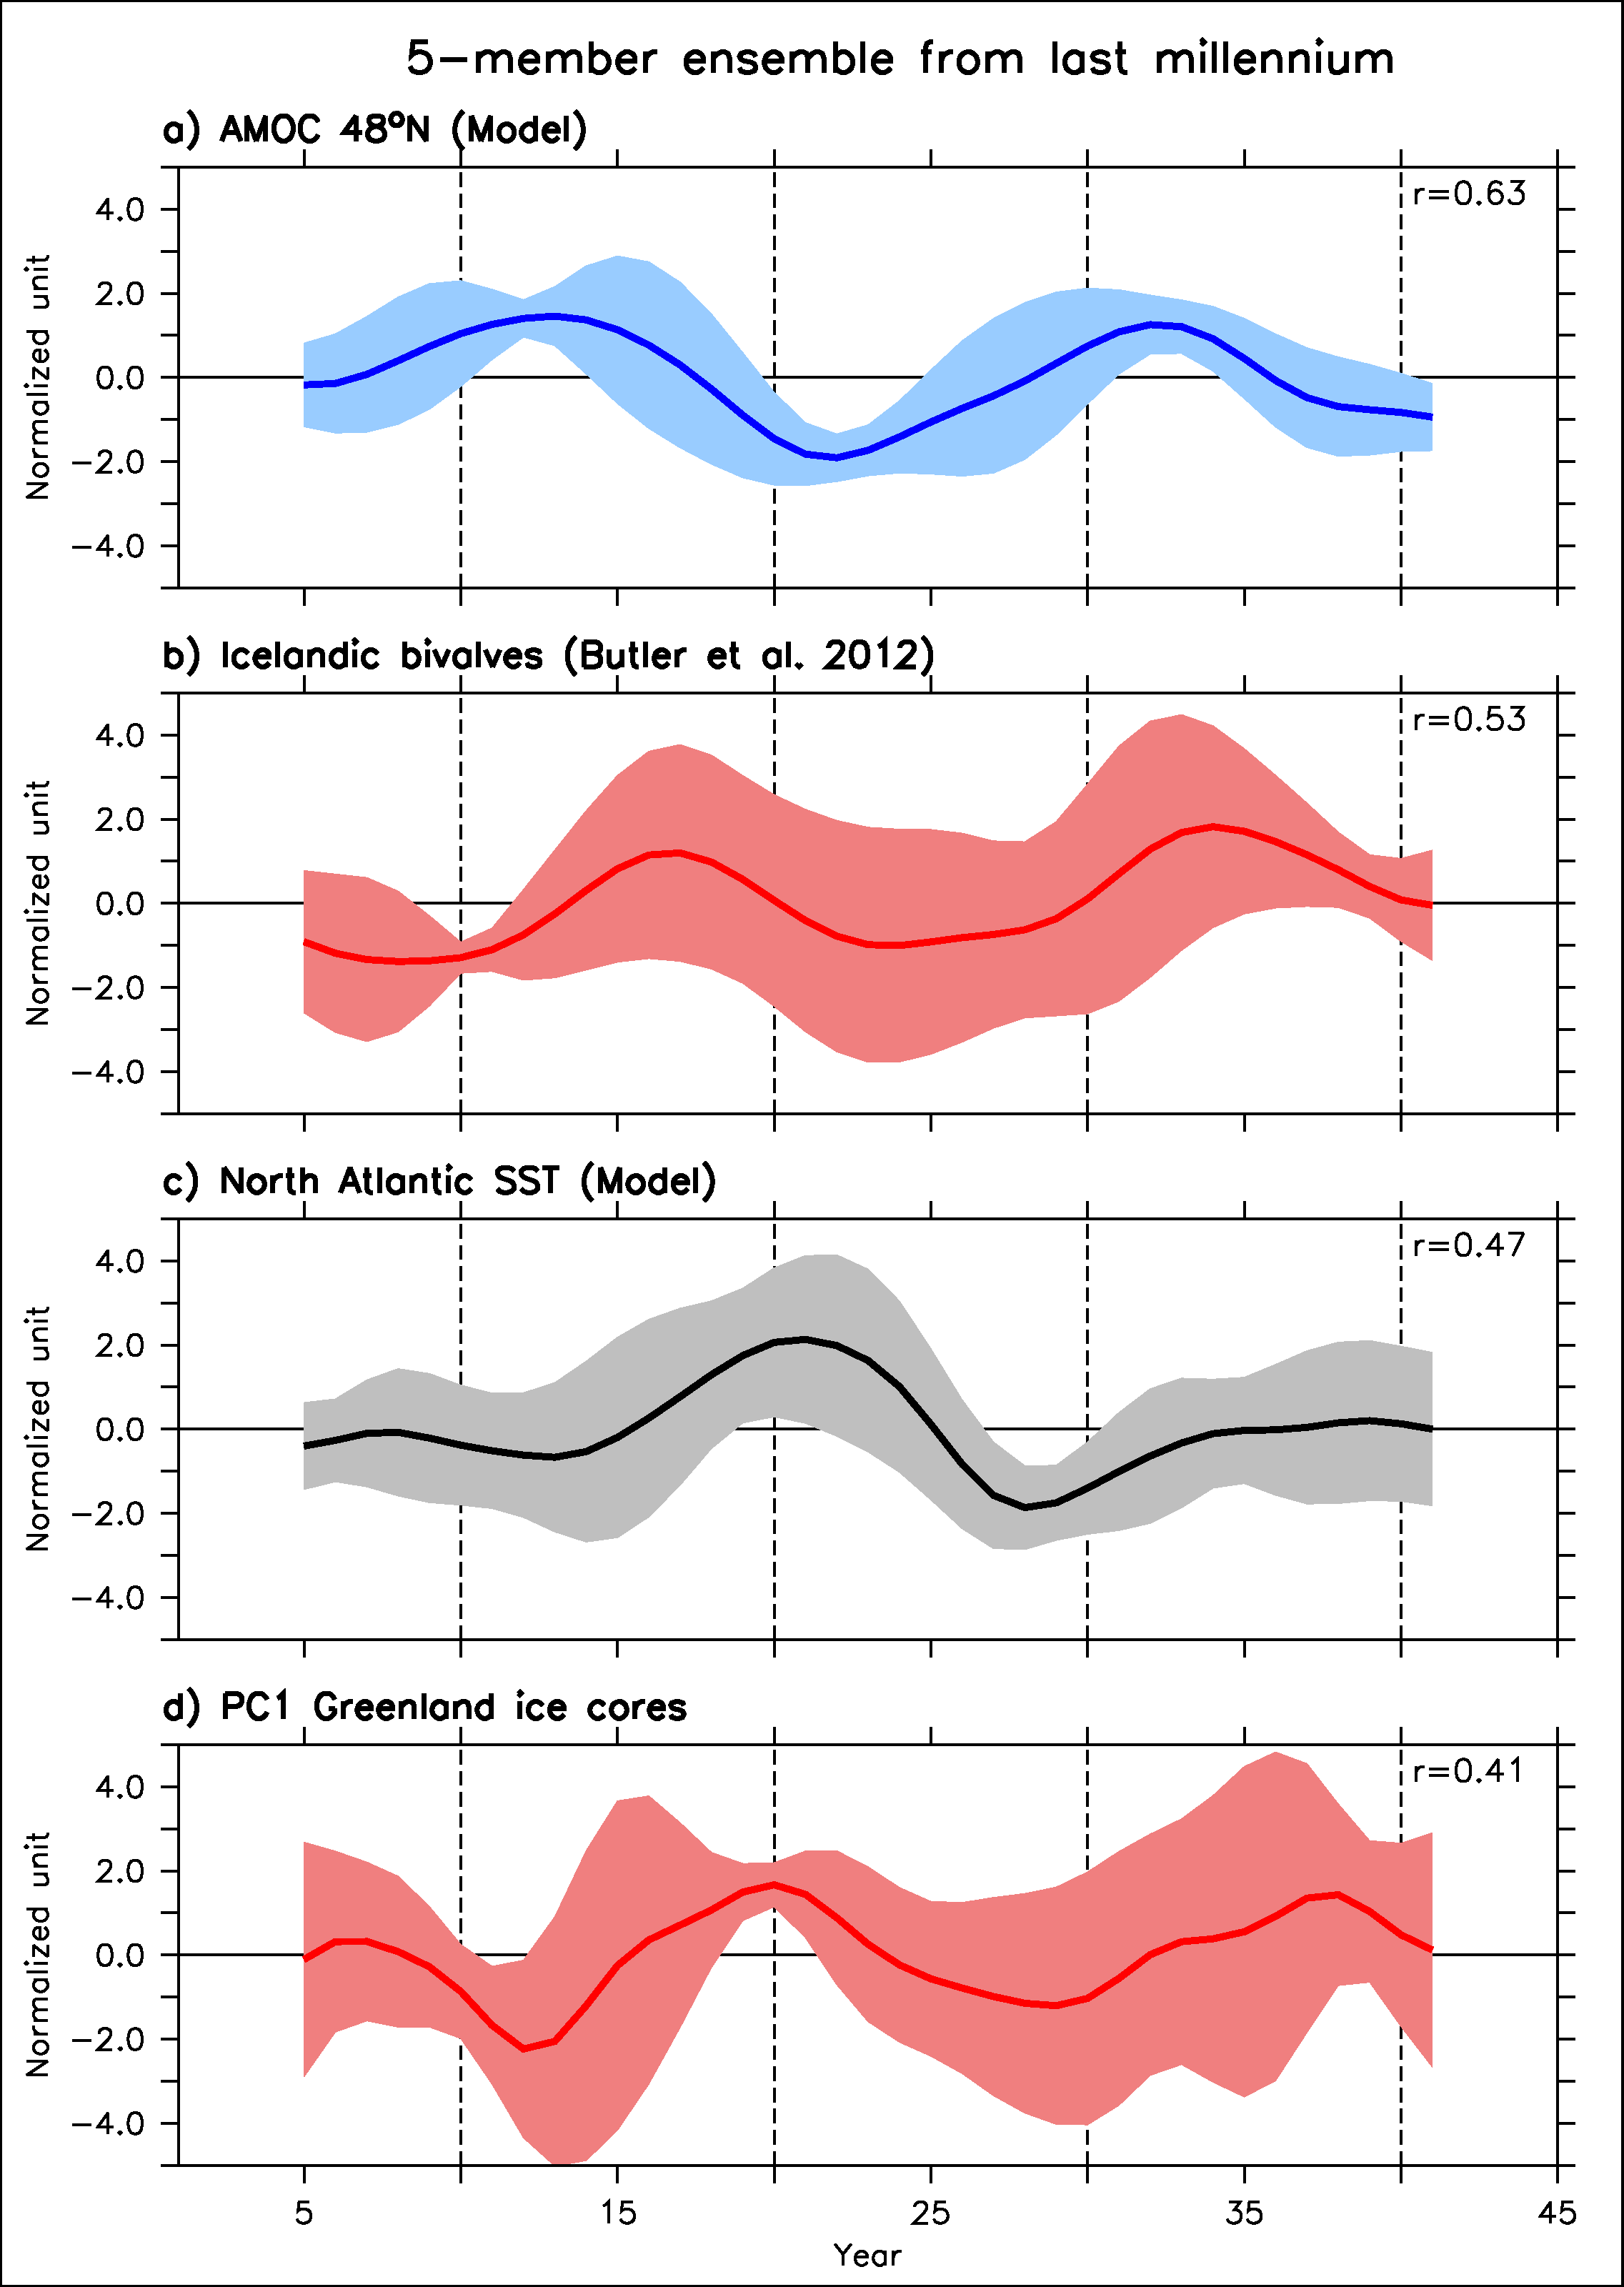 5-member ensemble from last millennium
a) AMOC 48°N (Model)
r=0.63
4.0
2.0
0.0
-2.0
-4.0
Normalized unit
b) Icelandic bivalves (Butler et al. 2012)
r=0.53
4.0
2.0
0.0
-2.0
-4.0
Normalized unit
c) North Atlantic SST (Model)
r=0.47
4.0
2.0
0.0
-2.0
-4.0
Normalized unit
d) PC1 Greenland ice cores
r=0.41
4.0
2.0
0.0
-2.0
-4.0
Normalized unit
5 15 25 35 45
Year